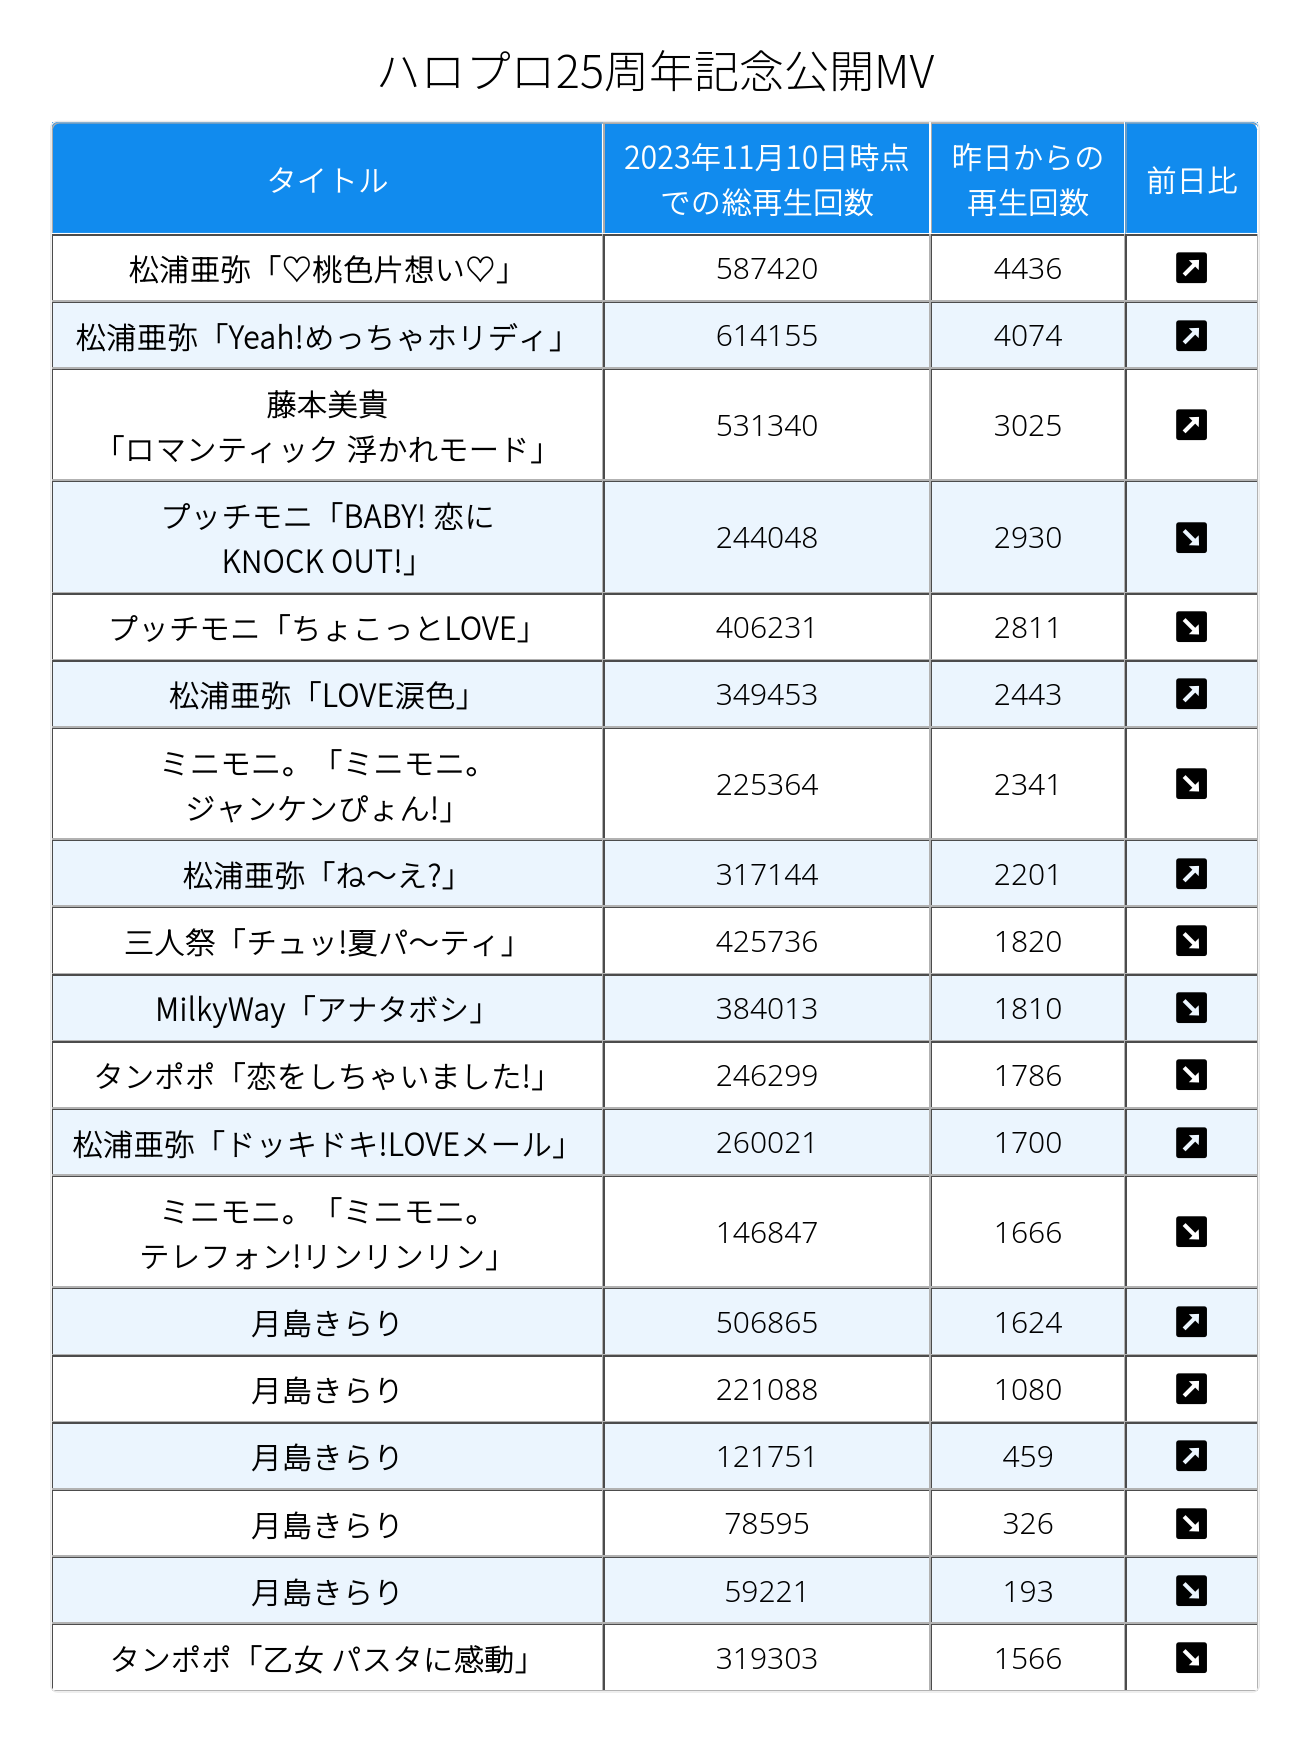 ハロプロ25周年記念公開MV
タイトル
2023年11月10日時点
での総再生回数
昨日からの
再生回数
前日比
松浦亜弥「♡桃色片想い♡」 587420 4436 ↗
松浦亜弥「Yeah!めっちゃホリディ」 614155 4074 ↗
藤本美貴
「ロマンティック 浮かれモード」 531340 3025 ↗
プッチモニ「BABY! 恋に
KNOCK OUT!」 244048 2930 ↘
プッチモニ「ちょこっとLOVE」 406231 2811 ↘
松浦亜弥「LOVE涙色」 349453 2443 ↗
ミニモニ。「ミニモニ。
ジャンケンぴょん!」 225364 2341 ↘
松浦亜弥「ね〜え?」 317144 2201 ↗
三人祭「チュッ!夏パ〜ティ」 425736 1820 ↘
MilkyWay「アナタボシ」 384013 1810 ↘
タンポポ「恋をしちゃいました!」 246299 1786 ↘
松浦亜弥「ドッキドキ!LOVEメール」 260021 1700 ↗
ミニモニ。「ミニモニ。
テレフォン!リンリンリン」 146847 1666 ↘
月島きらり 506865 1624 ↗
月島きらり 221088 1080 ↗
月島きらり 121751 459 ↗
月島きらり 78595 326 ↘
月島きらり 59221 193 ↘
タンポポ「乙女 パスタに感動」 319303 1566 ↘